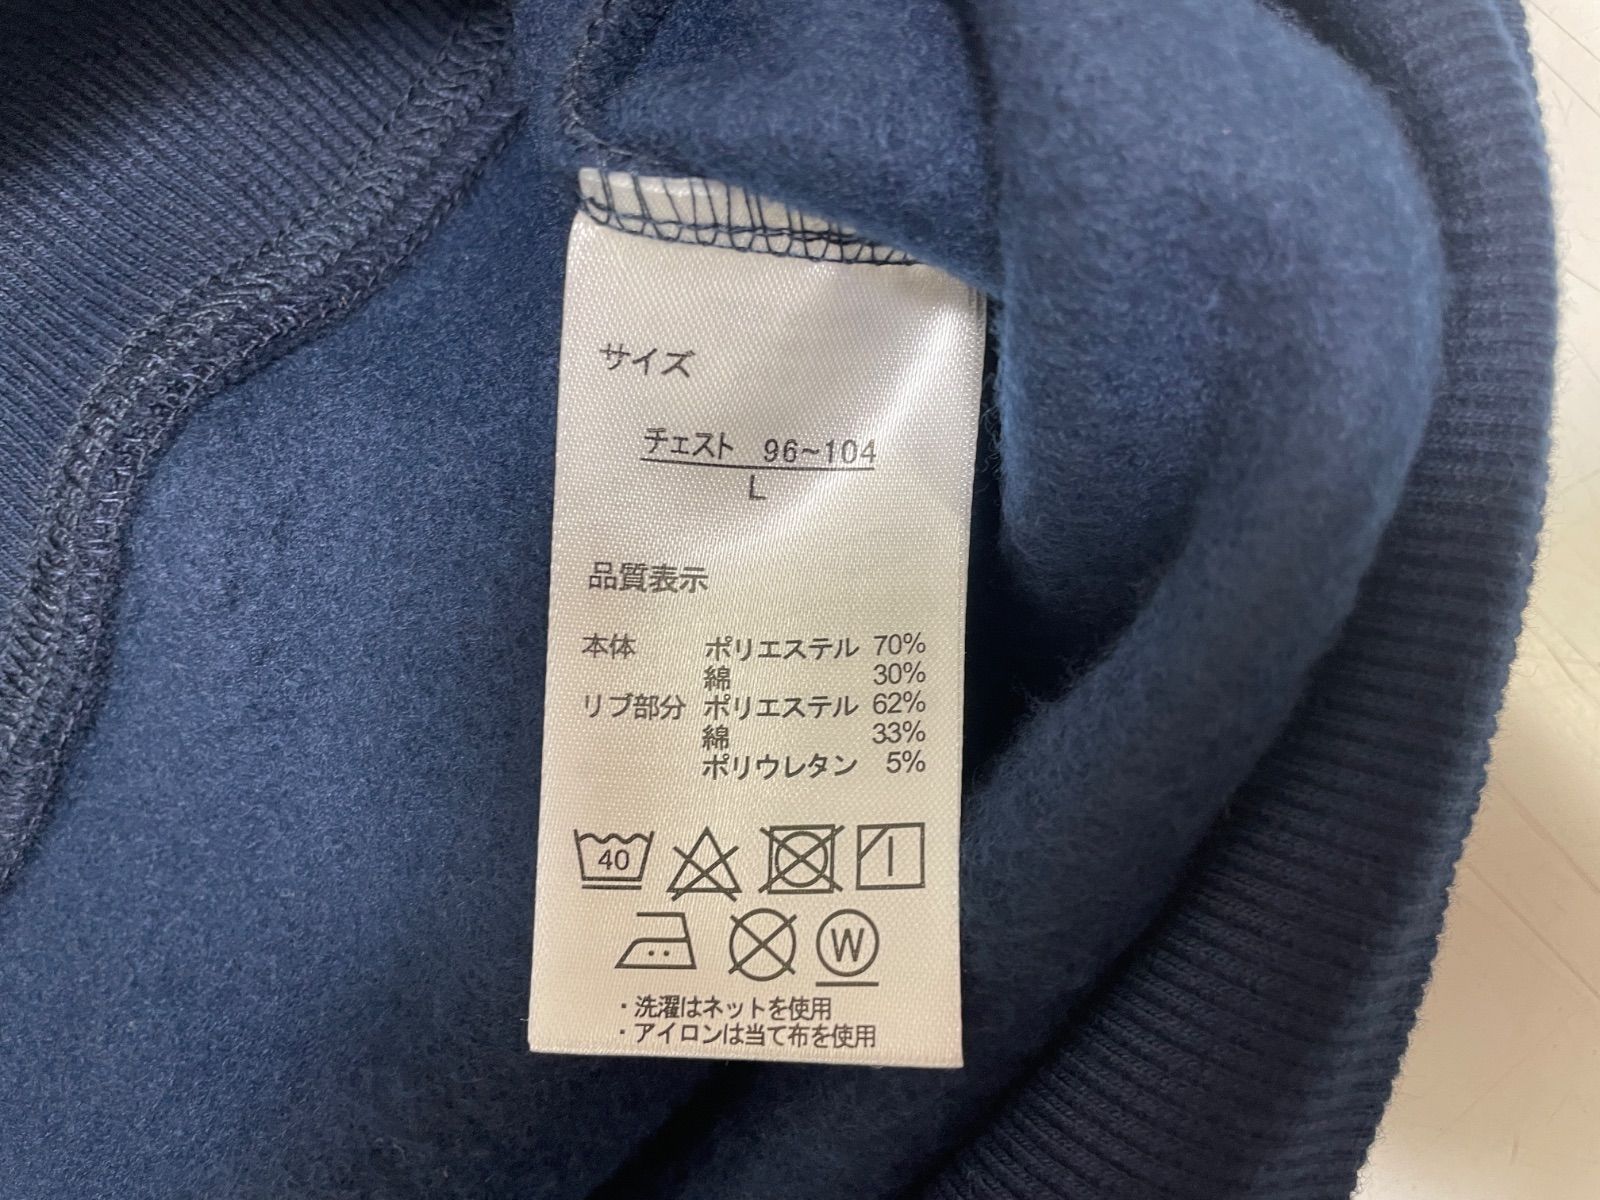 サイズ
チェスト 96~104
L
品質表示
本体 ポリエステル 70%
綿 30%
リブ部分 ポリエステル 62%
綿 33%
ポリウレタン 5%
40
W
・洗濯はネットを使用
・アイロンは当て布を使用